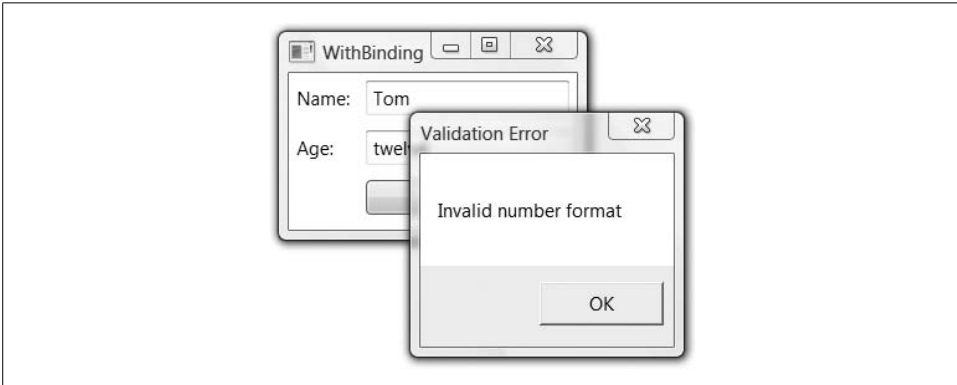 WithBinding
Name: Tom
Validation Error
Age:
Invalid number format
OK